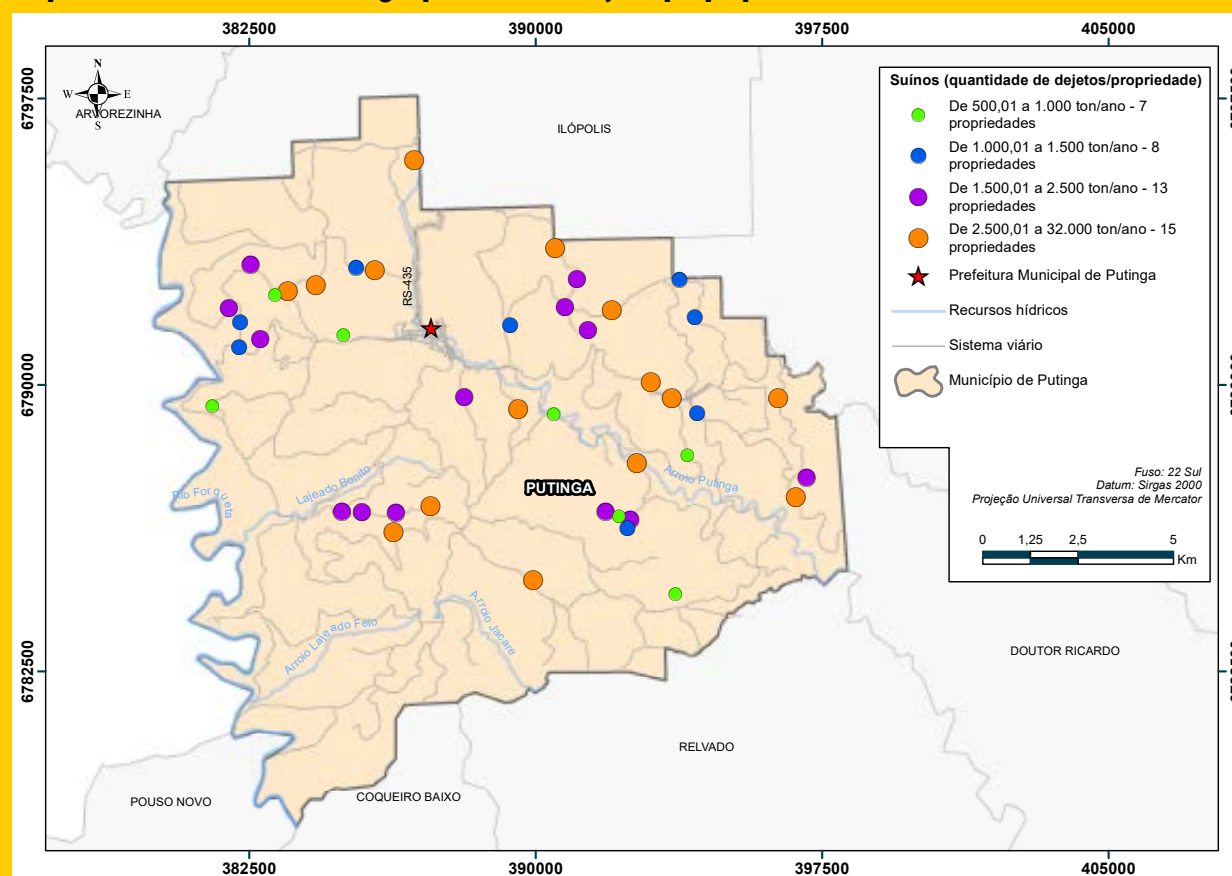 382500
390000
397500
405000
6797500
N
W
E
S
ARVOREZINHA
ILÓPOLIS
Suínos (quantidade de dejetos/propriedade)
De 500,01 a 1.000 ton/ano - 7
propriedades
De 1.000,01 a 1.500 ton/ano - 8
propriedades
De 1.500,01 a 2.500 ton/ano - 13
propriedades
De 2.500,01 a 32.000 ton/ano - 15
propriedades
Prefeitura Municipal de Putinga
Recursos hídricos
Sistema viário
Município de Putinga
RS-435
6790000
Rio Forqueta
Lajeado Bonito
PUTINGA
Arroio Putinga
Fuso: 22 Sul
Datum: Sirgas 2000
Projeção Universal Transversa de Mercator
0
1,25
2,5
5
Km
Arroio Lajeado Feio
Arroio Jacare
6782500
DOUTOR RICARDO
RELVADO
POUSO NOVO
COQUEIRO BAIXO
382500
390000
397500
405000